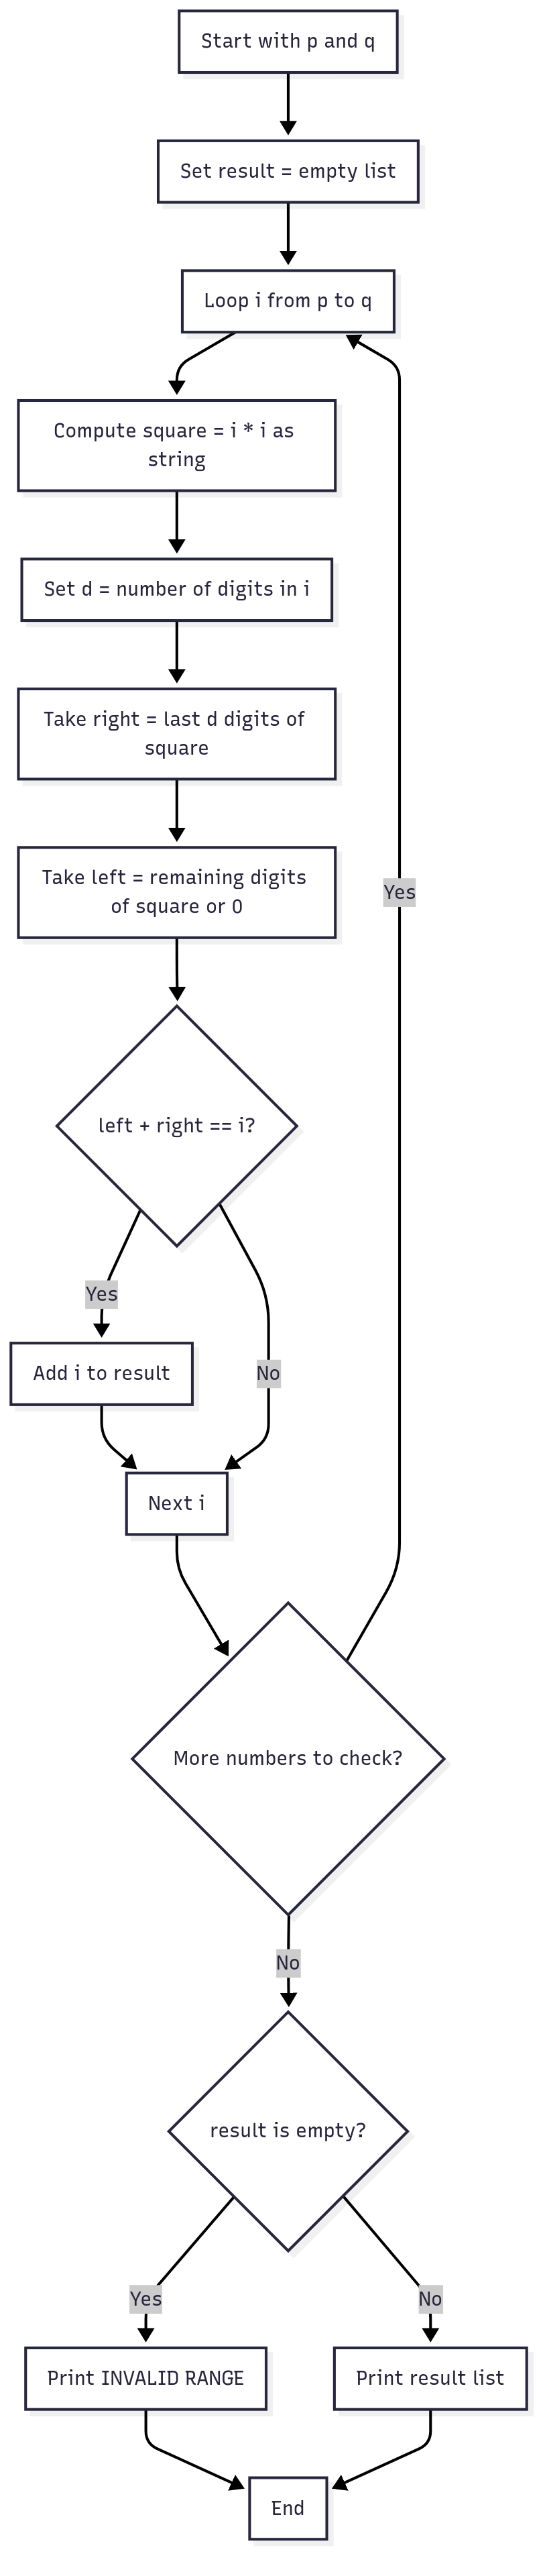 Start with p and q
Set result = empty list
Loop i from p to q
Compute square = i * i as
string
Set d = number of digits in i
Take right = last d digits of
square
Take left = remaining digits
of square or 0
Yes
left + right == i?
Yes
Add i to result
No
Next i
More numbers to check?
No
result is empty?
Yes
No
Print INVALID RANGE
Print result list
End